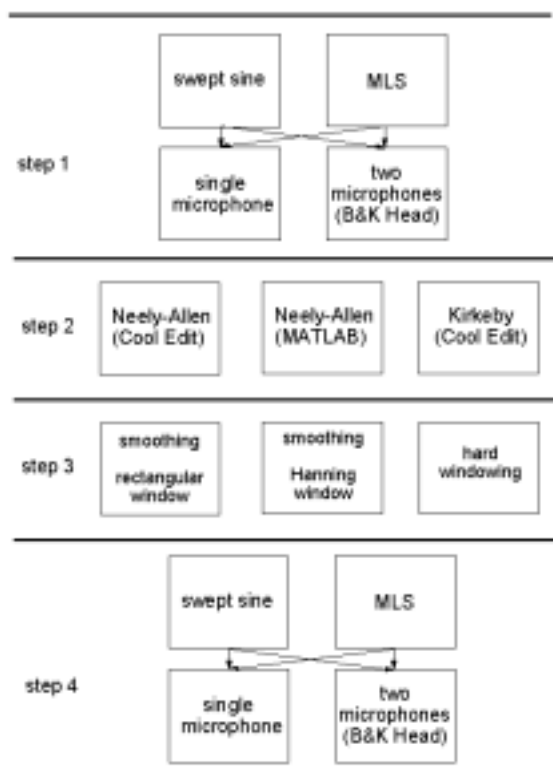 swept sine
MLS
step 1
single
microphone
two
microphones
(B&K Head)
step 2
Neely-Allen
(Cool Edit)
Neely-Allen
(MATLAB)
Kirkeby
(Cool Edit)
step 3
smoothing
rectangular
window
smoothing
Hanning
window
hard
windowing
swept sine
MLS
step 4
single
microphone
two
microphones
(B&K Head)